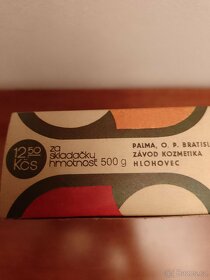 12,50
Kčs
za
skladačku
hmotnosť 500 g
PALMA, O. P. BRATISL
ZÁVOD KOZMETIKA
HLOHOVEC